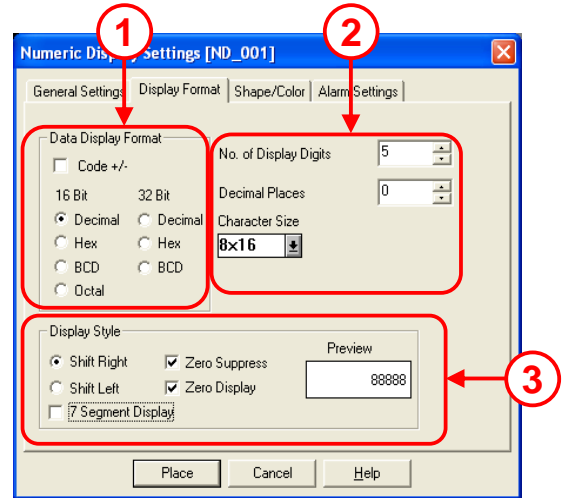 1
2
Numeric Display Settings [ND_001]
General Settings Display Format Shape/Color Alarm Settings
Data Display Format
Code +/-
16 Bit 32 Bit
Decimal Decimal
Hex Hex
BCD BCD
Octal
No. of Display Digits 5
Decimal Places 0
Character Size
8×16
Display Style
Shift Right Zero Suppress
Shift Left Zero Display
7 Segment Display
Preview
88888
3
Place Cancel Help